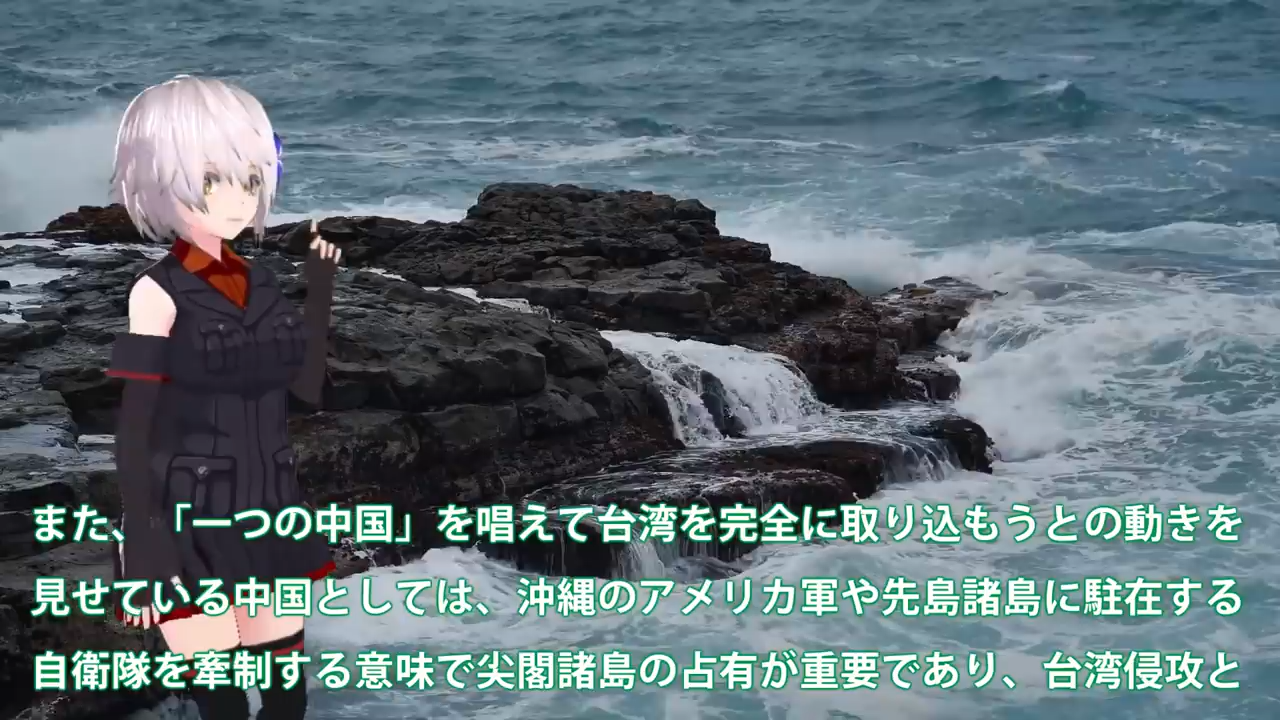 また、「一つの中国」を唱えて台湾を完全に取り込もうとの動きを
見せている中国としては、沖縄のアメリカ軍や先島諸島に駐在する
自衛隊を牽制する意味で尖閣諸島の占有が重要であり、台湾侵攻と